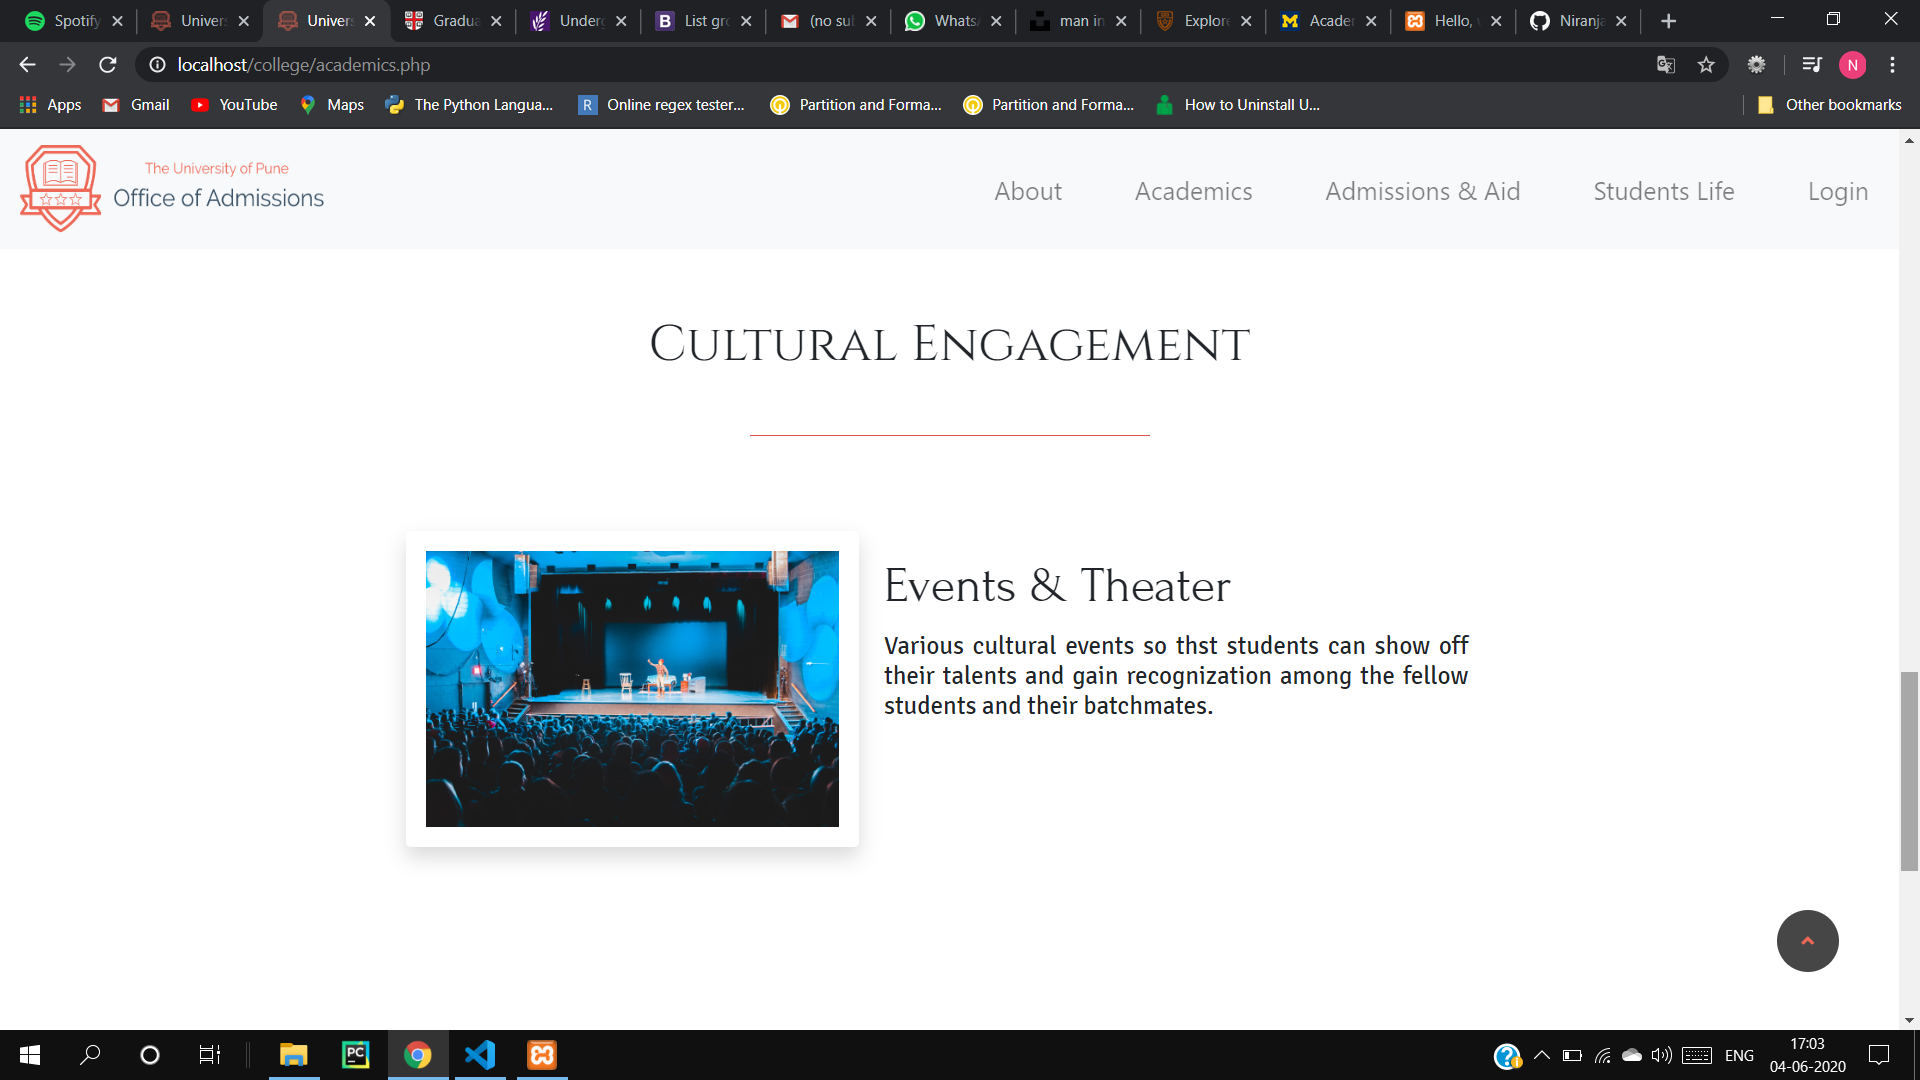 Spotify
Univers
Univers
Gradua
Underg
List gro
(no sub
Whats
man in
Explore
Academ
Hello,
Niranja
localhost/college/academics.php
N
Apps
Gmail
YouTube
Maps
The Python Langua...
R
Online regex tester...
Partition and Forma...
Partition and Forma...
How to Uninstall U...
Other bookmarks
The University of Pune
Office of Admissions
About
Academics
Admissions & Aid
Students Life
Login
Cultural Engagement
Events & Theater
Various cultural events so thst students can show off
their talents and gain recognization among the fellow
students and their batchmates.
PC
ENG
17:03
04-06-2020